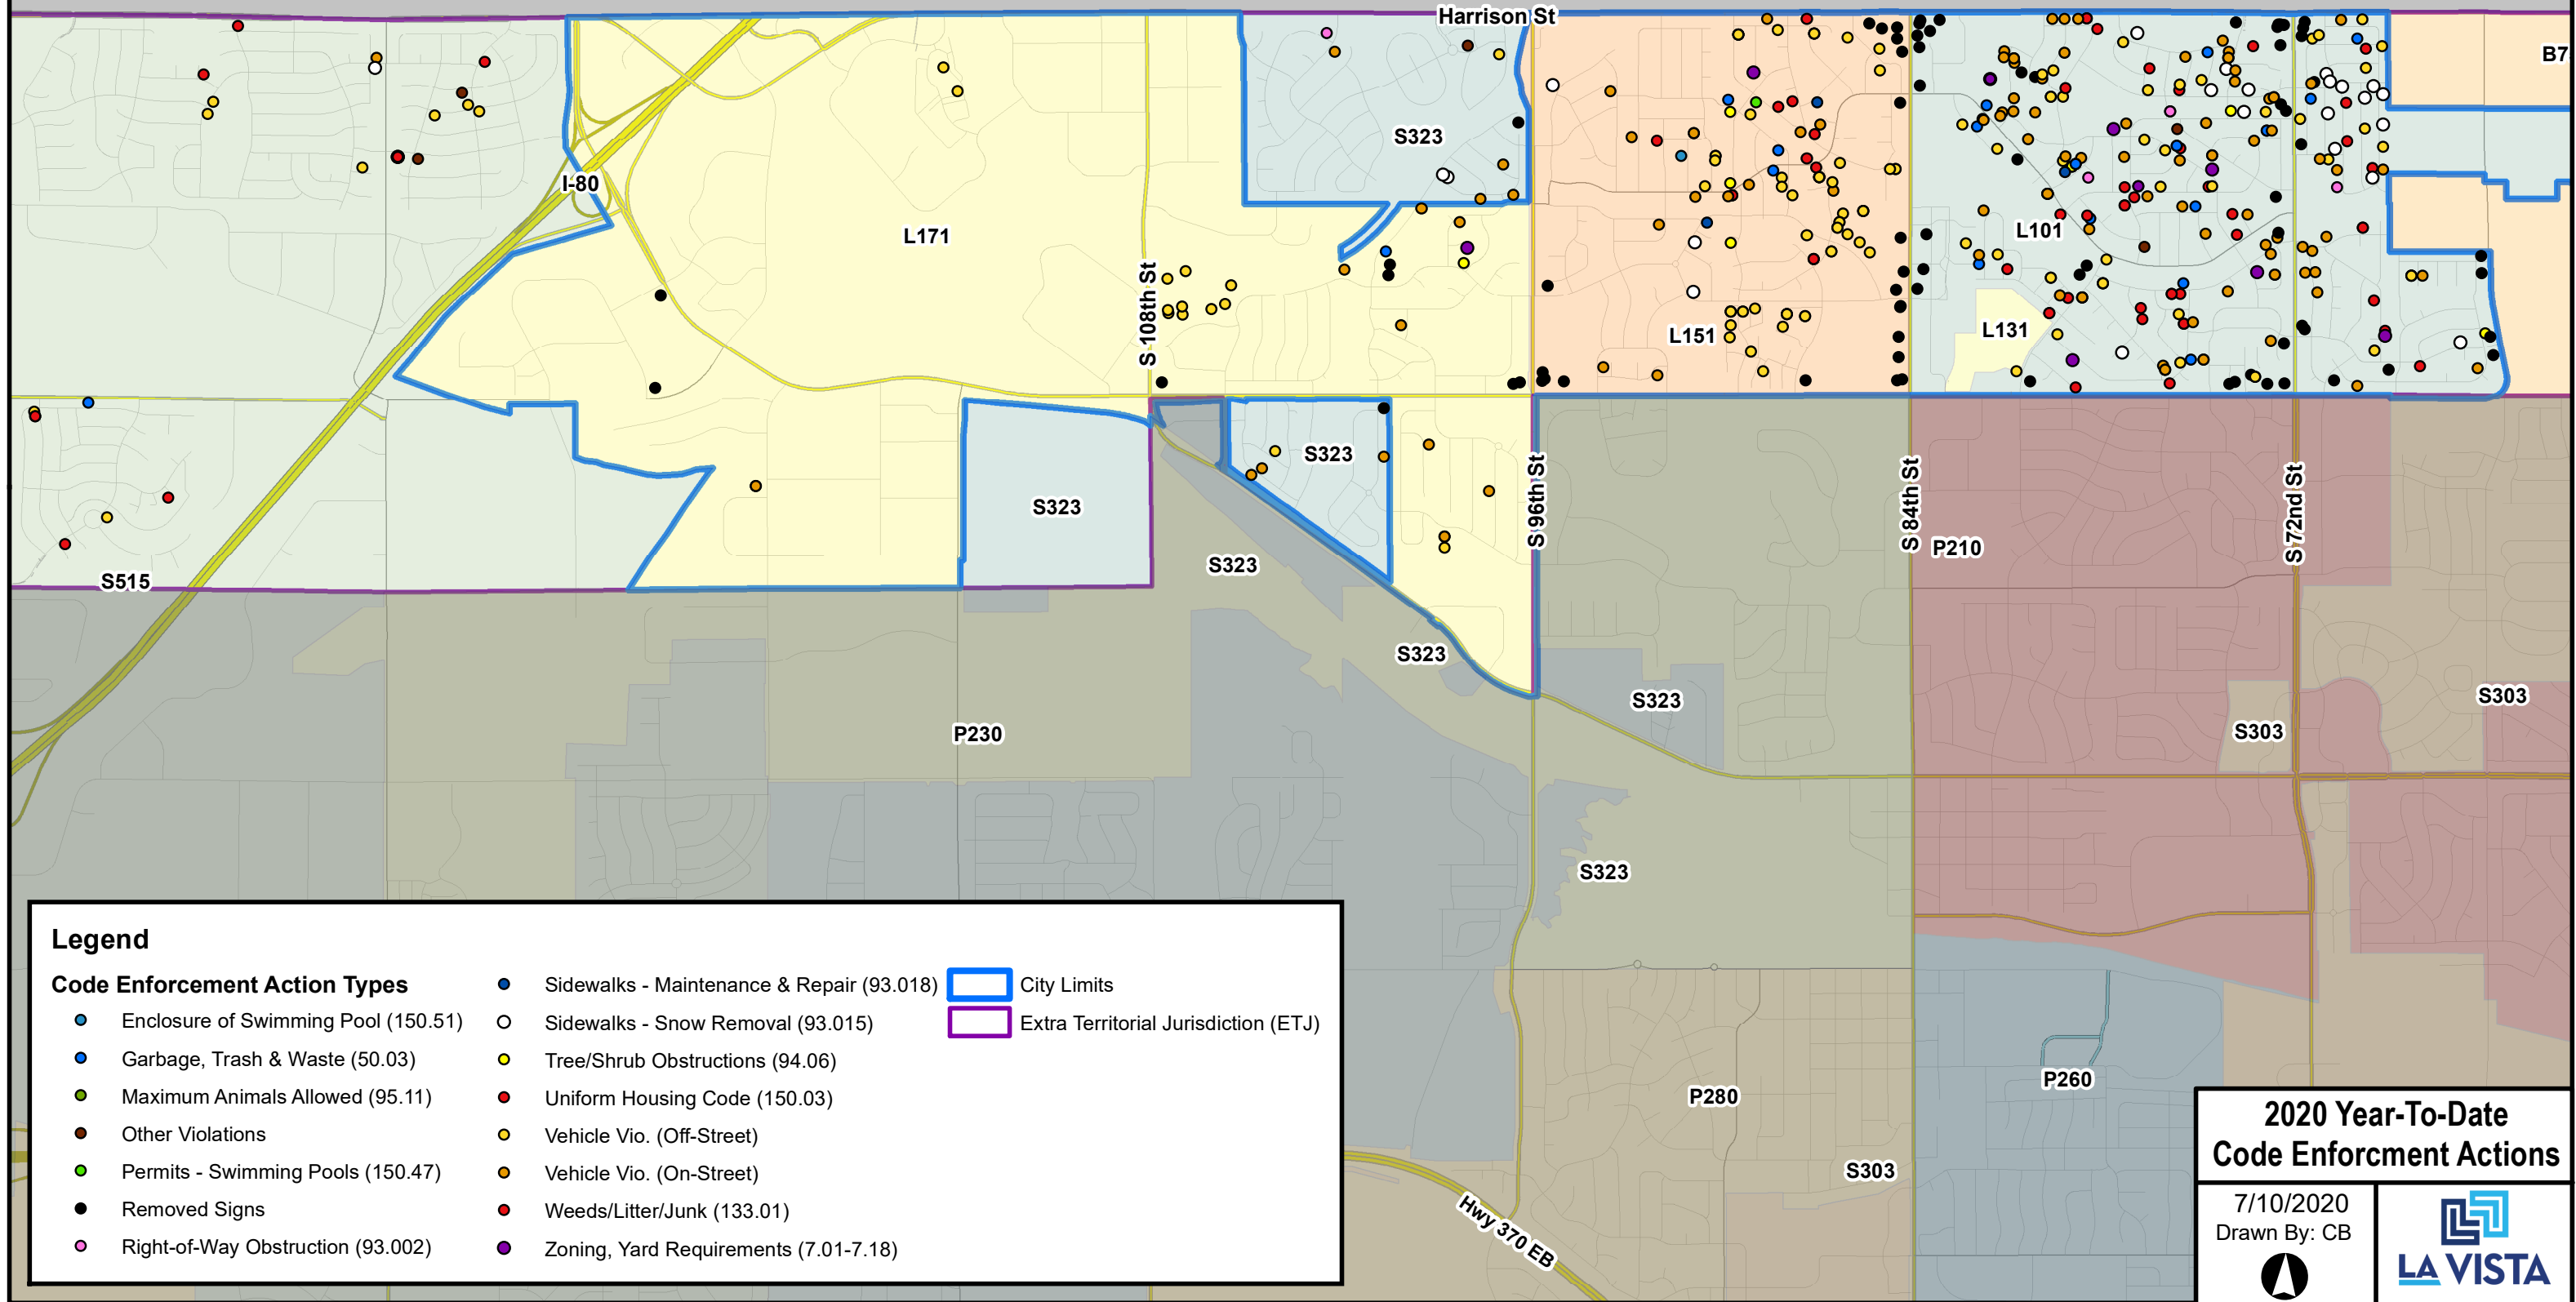 Harrison St
B7
S323
I-80
L171
L101
S 108th St
L151
L131
S323
S323
S 96th St
S 84th St
S 72nd St
P210
S323
S515
S323
S323
S303
S303
P230
S323
Legend
Code Enforcement Action Types
Enclosure of Swimming Pool (150.51)
Garbage, Trash & Waste (50.03)
Maximum Animals Allowed (95.11)
Other Violations
Permits - Swimming Pools (150.47)
Removed Signs
Right-of-Way Obstruction (93.002)
Sidewalks - Maintenance & Repair (93.018)
Sidewalks - Snow Removal (93.015)
Tree/Shrub Obstructions (94.06)
Uniform Housing Code (150.03)
Vehicle Vio. (Off-Street)
Vehicle Vio. (On-Street)
Weeds/Litter/Junk (133.01)
Zoning, Yard Requirements (7.01-7.18)
City Limits
Extra Territorial Jurisdiction (ETJ)
P260
P280
S303
Hwy 370 EB
2020 Year-To-Date
Code Enforcment Actions
7/10/2020
Drawn By: CB
LA VISTA